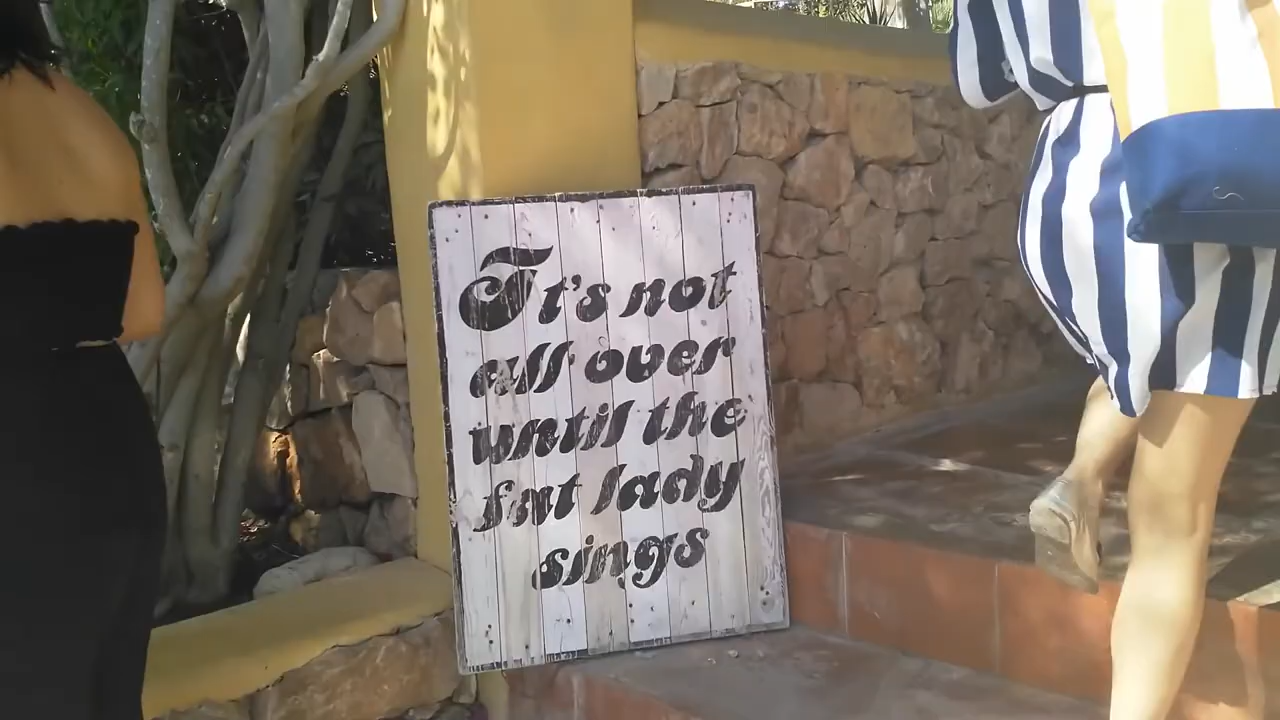 It's not
all over
until the
fat lady
sings